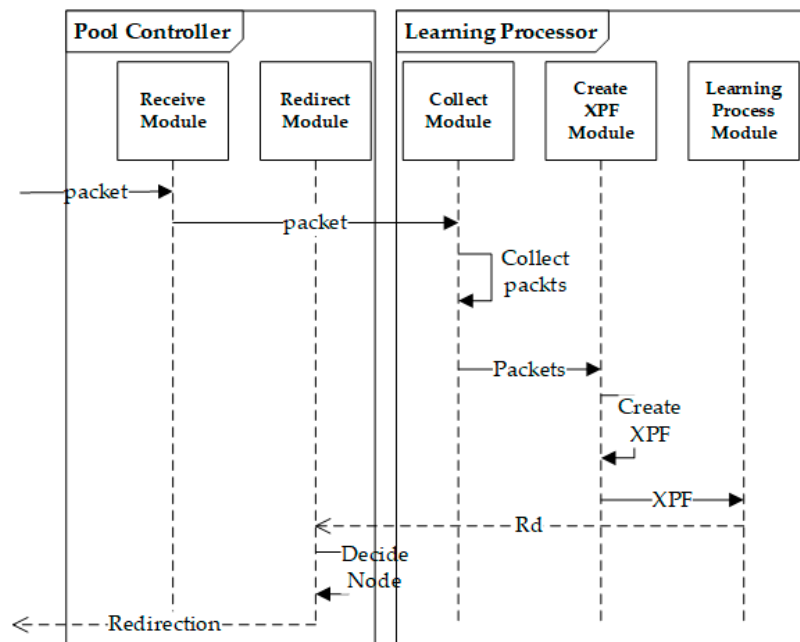 Pool Controller
Learning Processor
Receive
Module
Redirect
Module
Collect
Module
Create
XPF
Module
Learning
Process
Module
packet
packet
Collect
packts
Packets
Create
XPF
XPF
Rd
Decide
Node
Redirection